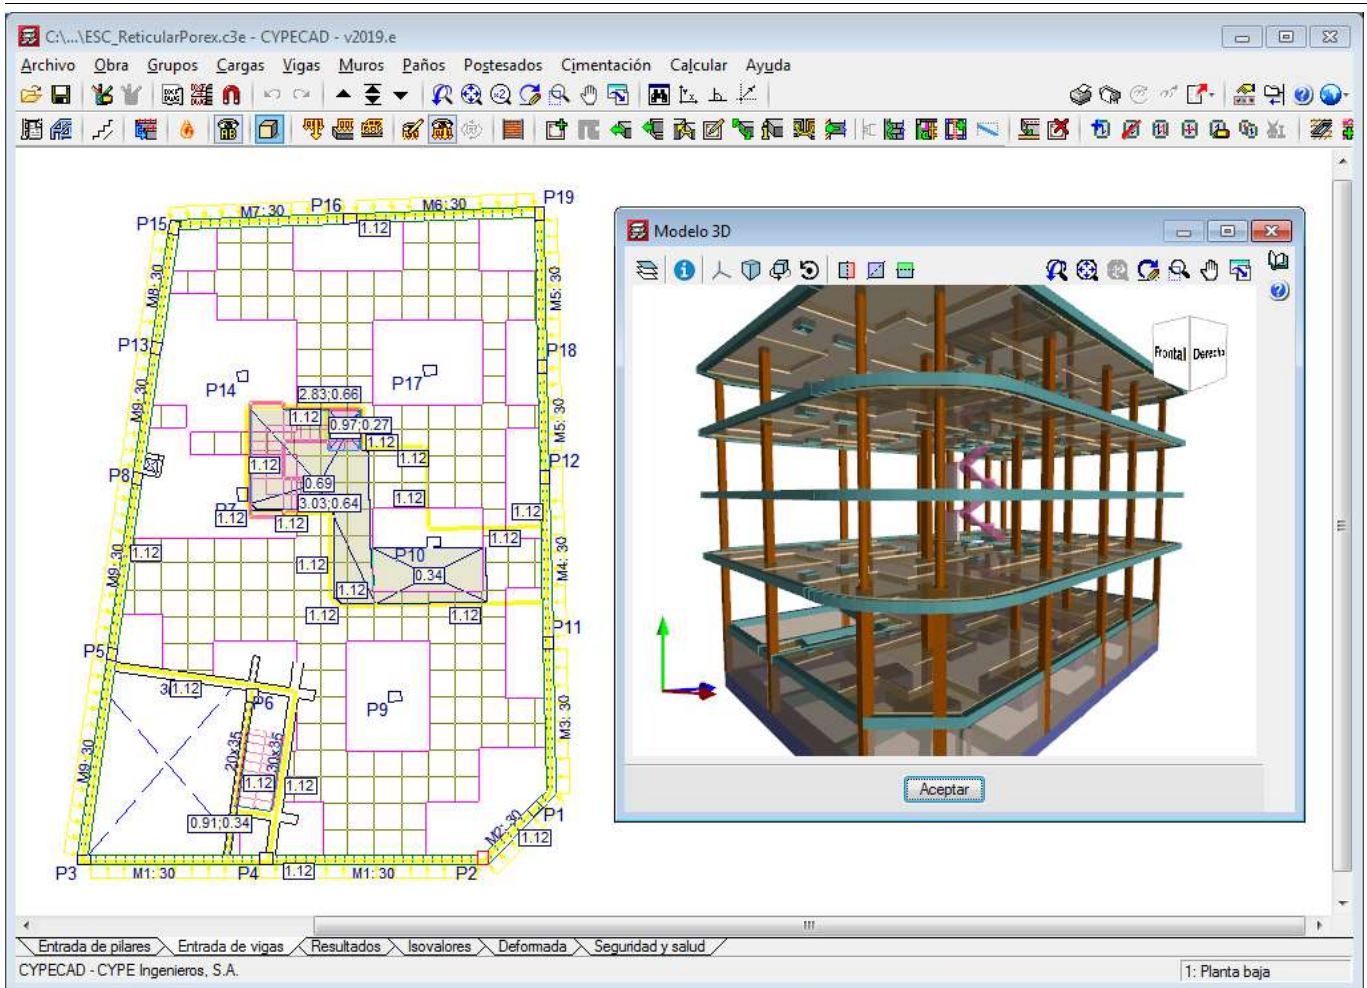 C:\...\ESC_ReticularPorex.c3e - CYPECAD - v2019.e
Archivo Obra Grupos Cargas Vigas Muros Paños Postesados Cimentación Calcular Ayuda
P15 M7: 30 P16 M6: 30 P19
1.12
M8: 30 M5: 30
P13 P18
P14 P17
2.83;0.66
1.12 0.97;0.27
M9: 30 1.12 M5: 30
1.12
P8 1.12 P12
0.69
3.03;0.64 1.12
P7 1.12
1.12 1.12
1.12 1.12
P10 M4: 30
M9: 30 1.12 0.34
1.12
1.12 1.12
P11
P5
1.12
P6
P9 M3: 30
M9: 30 20x35 30x35
1.12 1.12
0.91;0.34 M2: 30 P1
1.12
P3 M1: 30 P4 1.12 M1: 30 P2
Modelo 3D
Frontal Derecha
Aceptar
Entrada de pilares Entrada de vigas Resultados Isovalores Deformada Seguridad y salud
CYPECAD - CYPE Ingenieros, S.A. 1: Planta baja